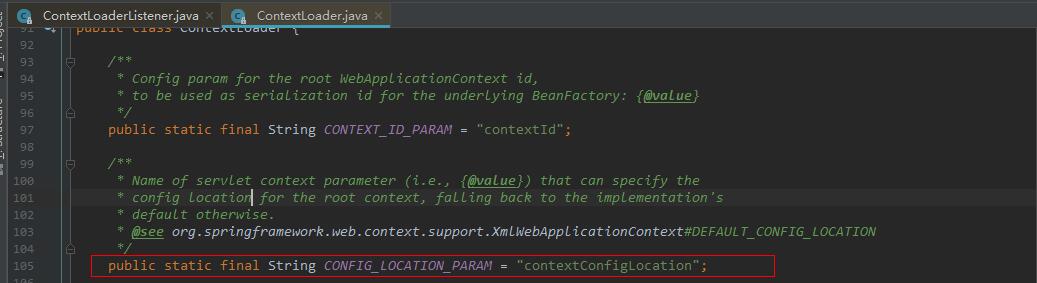 ContextLoaderListener.java × ContextLoader.java ×
91 public class ContextLoader {
92
93 /**
94 * Config param for the root WebApplicationContext id,
95 * to be used as serialization id for the underlying BeanFactory: {@value}
96 */
97 public static final String CONTEXT_ID_PARAM = "contextId";
98
99 /**
100 * Name of servlet context parameter (i.e., {@value}) that can specify the
101 * config location for the root context, falling back to the implementation's
102 * default otherwise.
103 * @see org.springframework.web.context.support.XmlWebApplicationContext#DEFAULT_CONFIG_LOCATION
104 */
105 public static final String CONFIG_LOCATION_PARAM = "contextConfigLocation";